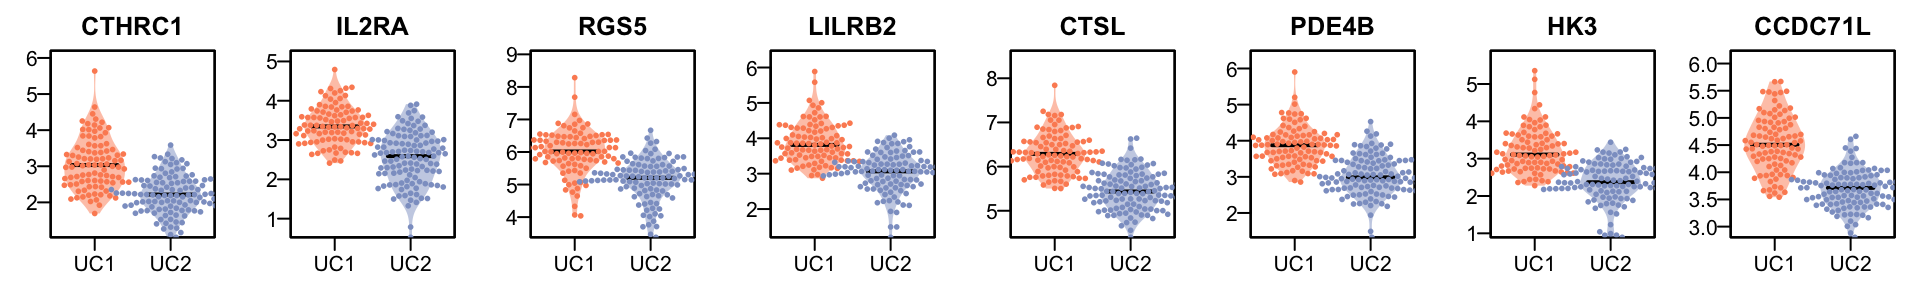 CTHRC1 IL2RA RGS5 LILRB2 CTSL PDE4B HK3 CCDC71L
6 5 4 3 2
5 4 3 2 1
9 8 7 6 5 4
6 5 4 3 2
8 7 6 5
6 5 4 3 2
5 4 3 2 1
6.0 5.5 5.0 4.5 4.0 3.5 3.0
UC1 UC2 UC1 UC2 UC1 UC2 UC1 UC2 UC1 UC2 UC1 UC2 UC1 UC2 UC1 UC2